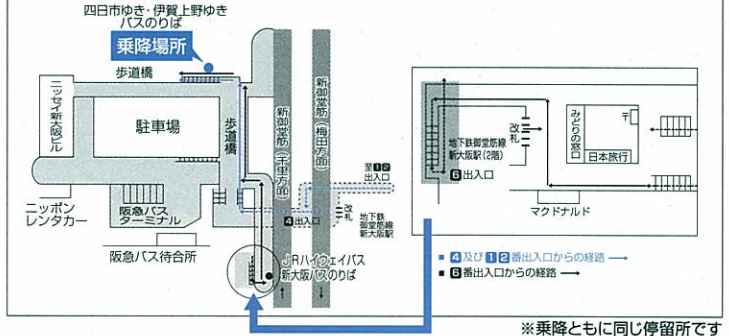 四日市ゆき・伊賀上野ゆき
バスのりば
乗降場所
歩道橋
ニッセイ新大阪ビル
駐車場
歩道橋
新御堂筋(千里方面)
新御堂筋(梅田方面)
至12
出入口
4出入口
改札
地下鉄
御堂筋線
新大阪駅
ニッポン
レンタカー
阪急バス
ターミナル
阪急バス待合所
JRハイウェイバス
新大阪バスのりば
地下鉄御堂筋線
新大阪駅(2階)
改札
6出入口
みどりの窓口
〒
日本旅行
マクドナルド
■4及び12番出入口からの経路→
■6番出入口からの経路→
※乗降ともに同じ停留所です